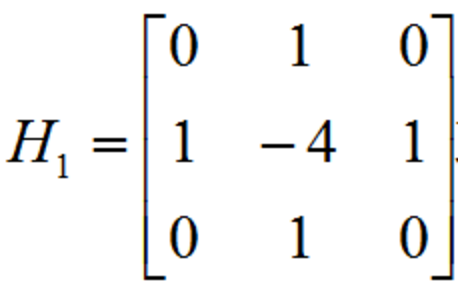 H₁ = [ 0 1 0
1 −4 1
0 1 0 ]